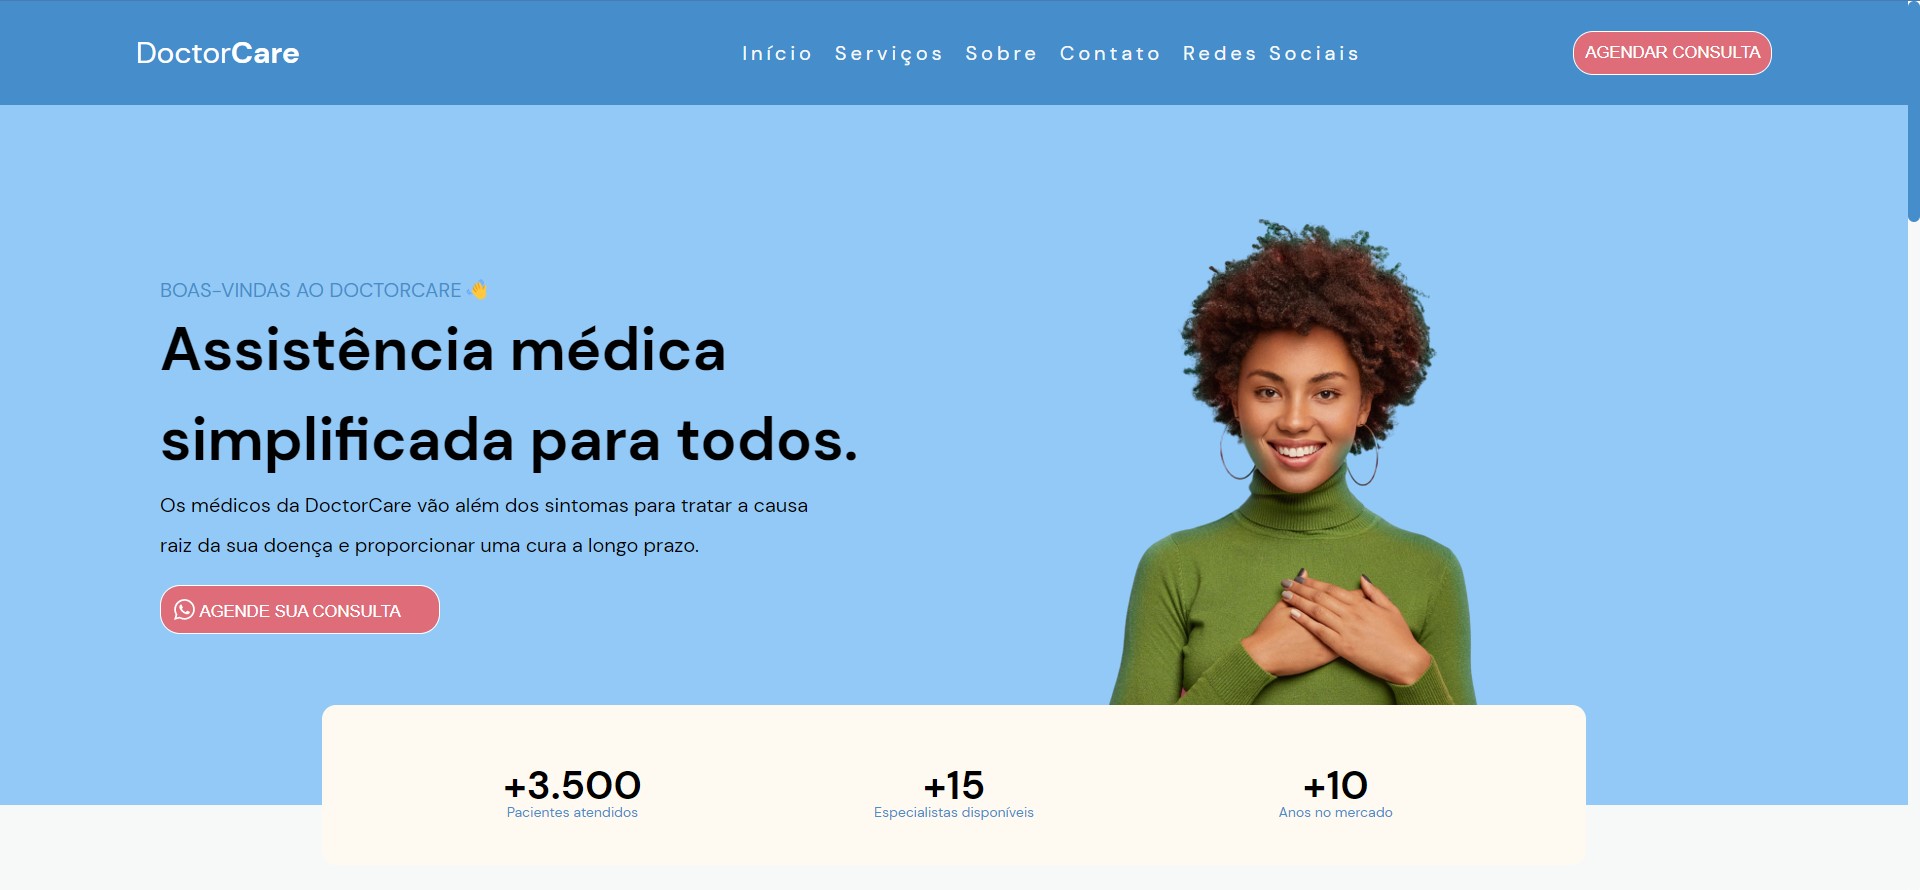 DoctorCare
Início Serviços Sobre Contato Redes Sociais
AGENDAR CONSULTA
BOAS-VINDAS AO DOCTORCARE 👋
Assistência médica
simplificada para todos.
Os médicos da DoctorCare vão além dos sintomas para tratar a causa
raiz da sua doença e proporcionar uma cura a longo prazo.
AGENDE SUA CONSULTA
+3.500
Pacientes atendidos
+15
Especialistas disponíveis
+10
Anos no mercado